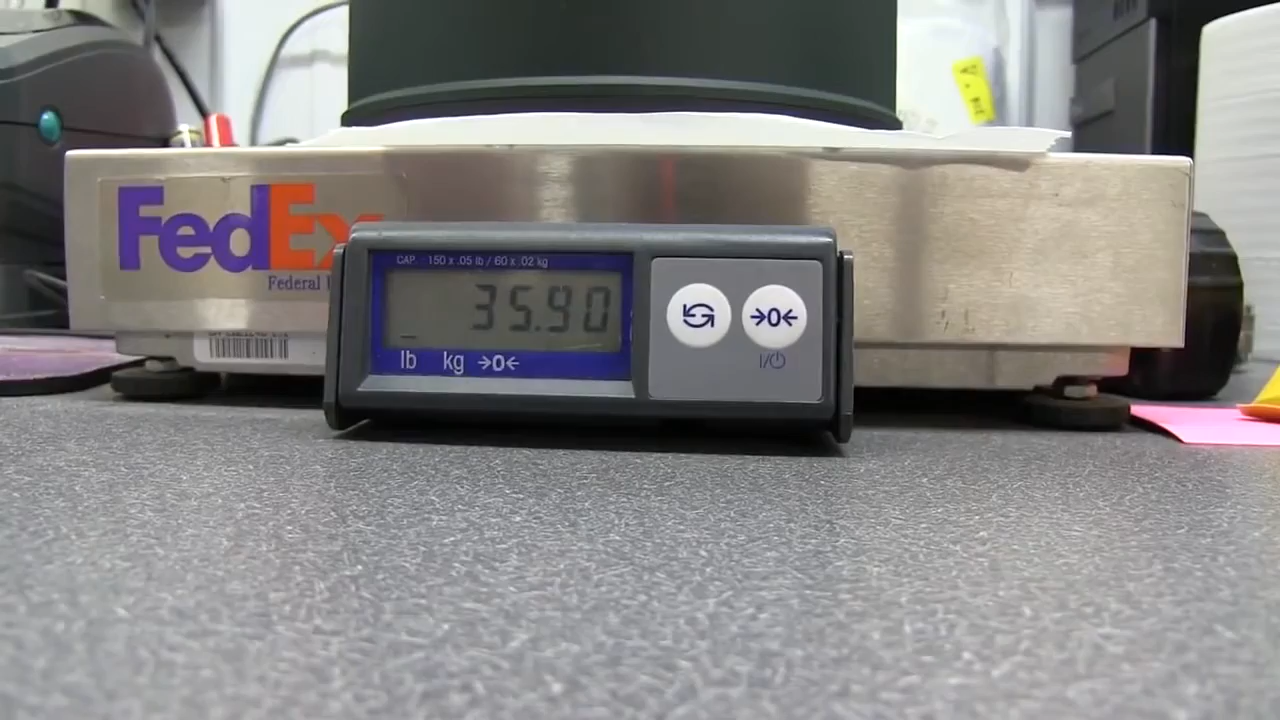 FedEx
Federal
CAP. 150 x .05 lb / 60 x .02 kg
35.90
lb kg →0←
→0←
I/⏻